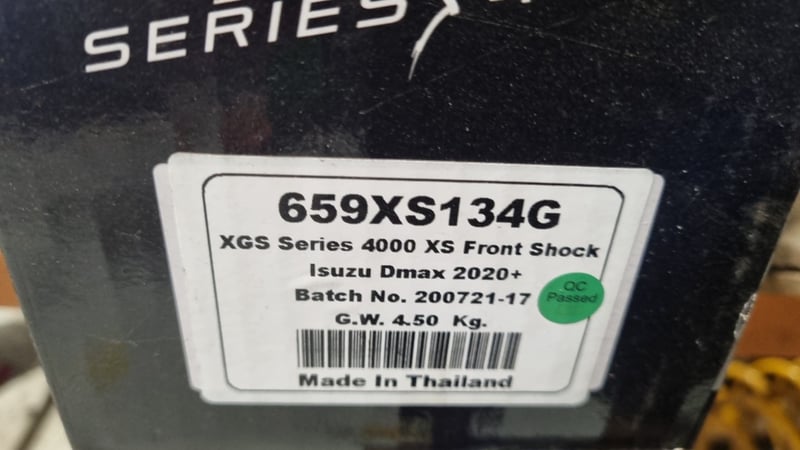 SERIES
659XS134G
XGS Series 4000 XS Front Shock
Isuzu Dmax 2020+
Batch No. 200721-17
QC
Passed
G.W. 4.50 Kg.
Made In Thailand